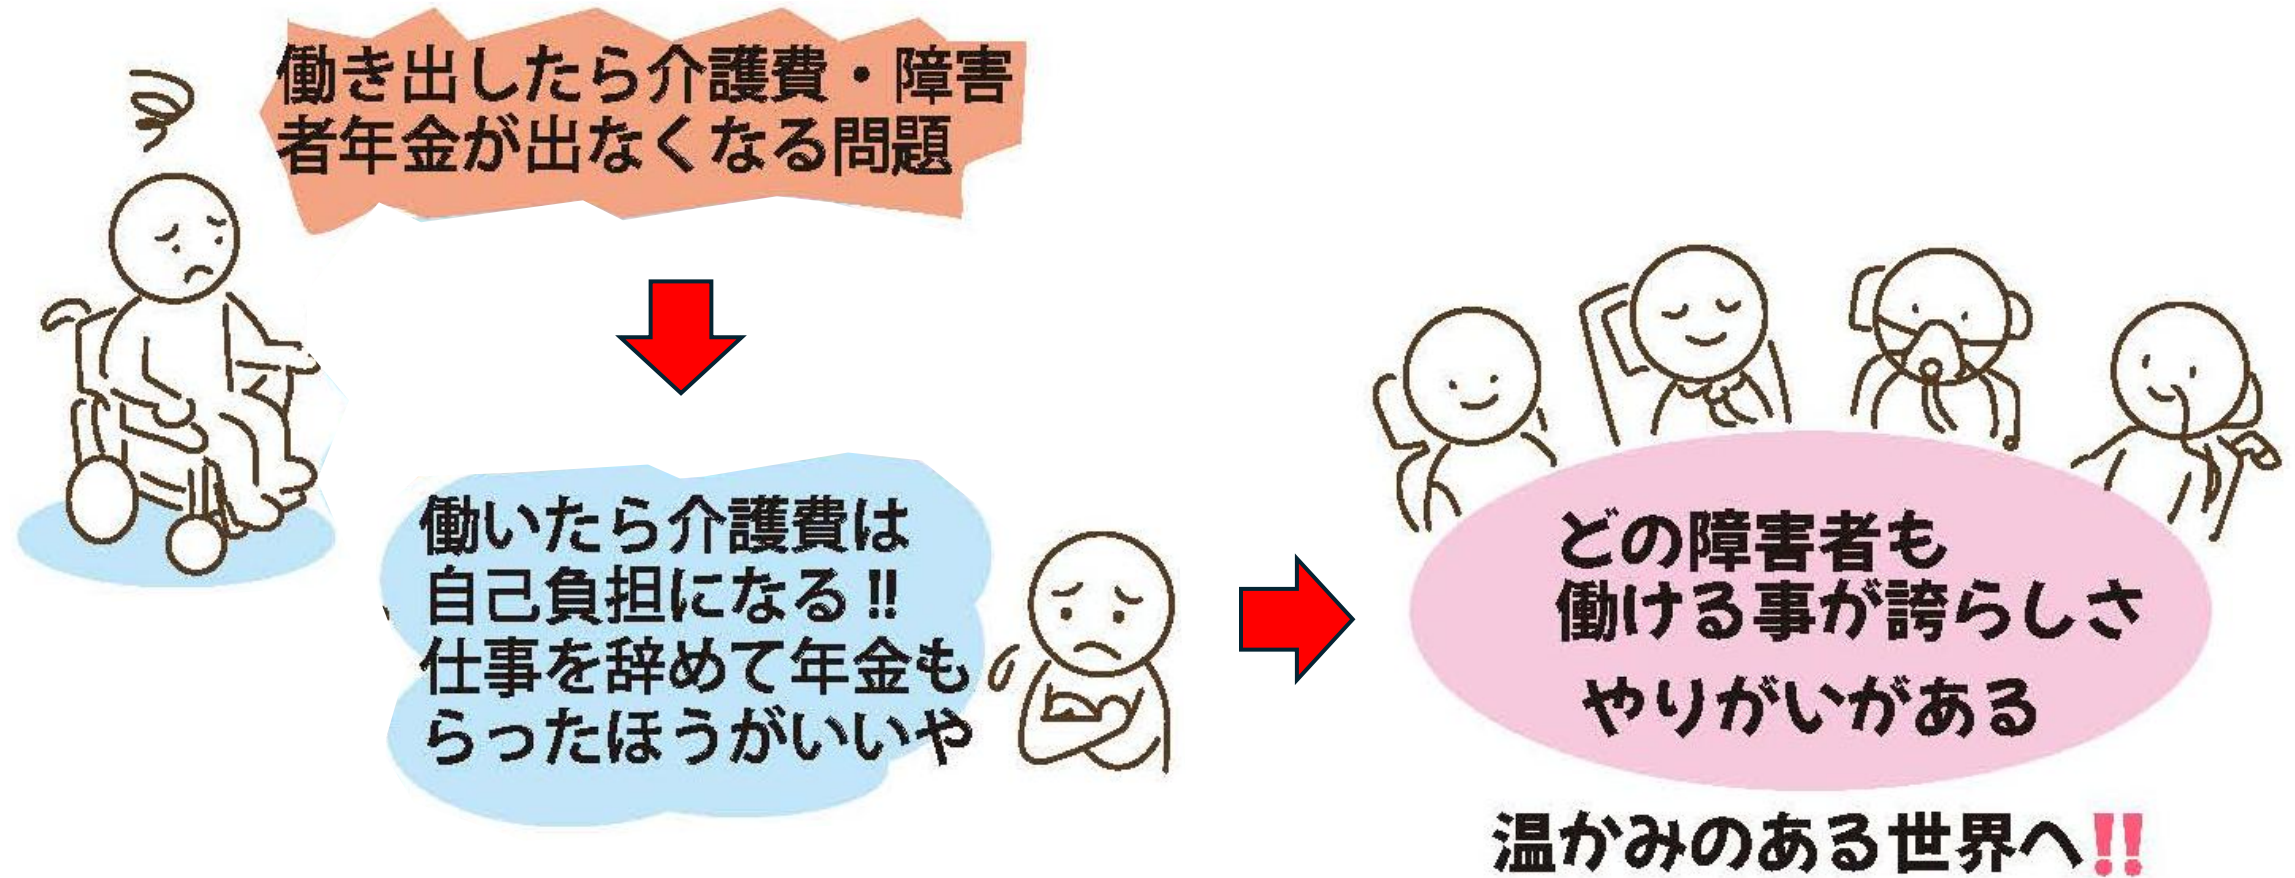 働き出したら介護費・障害
者年金が出なくなる問題
働いたら介護費は
自己負担になる!!
仕事を辞めて年金も
らったほうがいいや
どの障害者も
働ける事が誇らしさ
やりがいがある
温かみのある世界へ!!